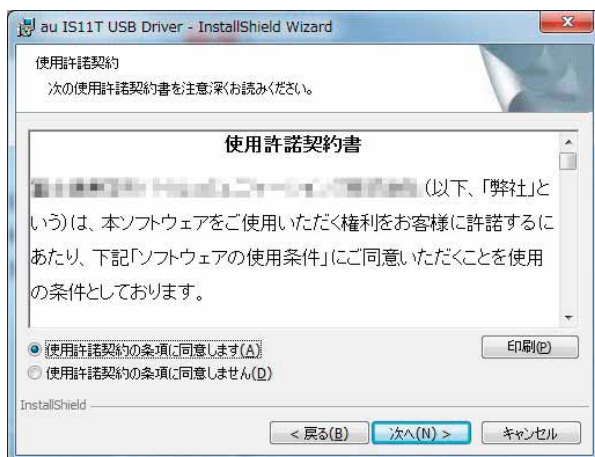 au IS11T USB Driver - InstallShield Wizard
使用許諾契約
次の使用許諾契約書を注意深くお読みください。
使用許諾契約書
(以下、「弊社」と
いう)は、本ソフトウェアをご使用いただく権利をお客様に許諾するに
あたり、下記「ソフトウェアの使用条件」にご同意いただくことを使用
の条件としております。
使用許諾契約の条項に同意します(A)
印刷(P)
使用許諾契約の条項に同意しません(D)
InstallShield
< 戻る(B)
次へ(N) >
キャンセル